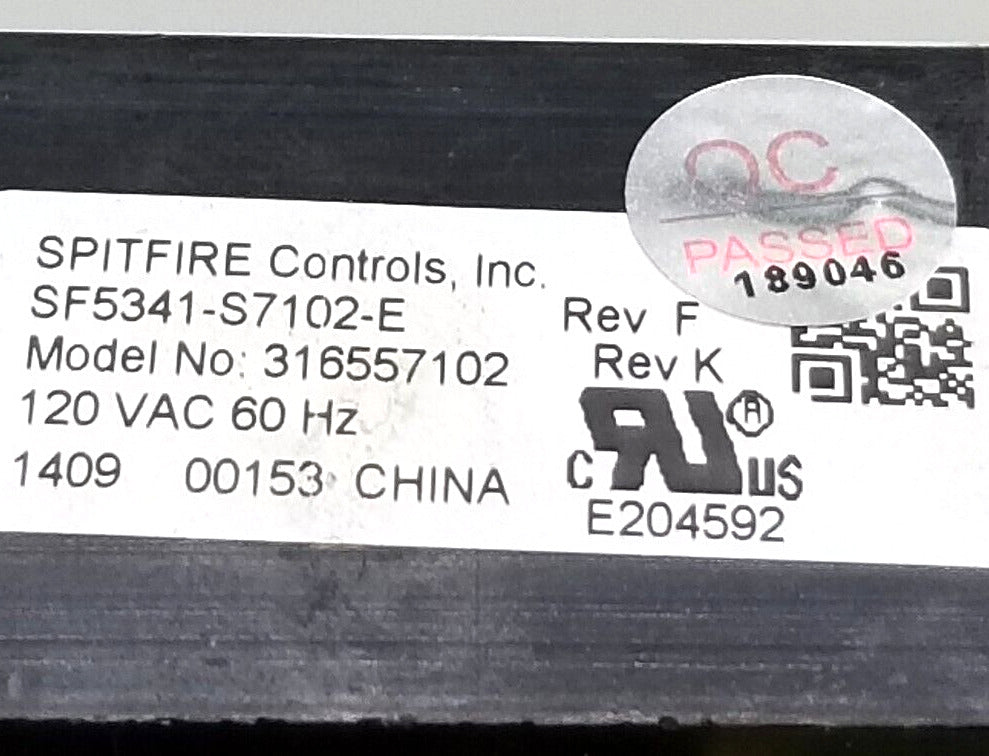 QC
PASSED
189046
SPITFIRE Controls, Inc.
SF5341-S7102-E Rev F
Model No: 316557102 Rev K
120 VAC 60 Hz
1409 00153 CHINA
C RU ® US
E204592